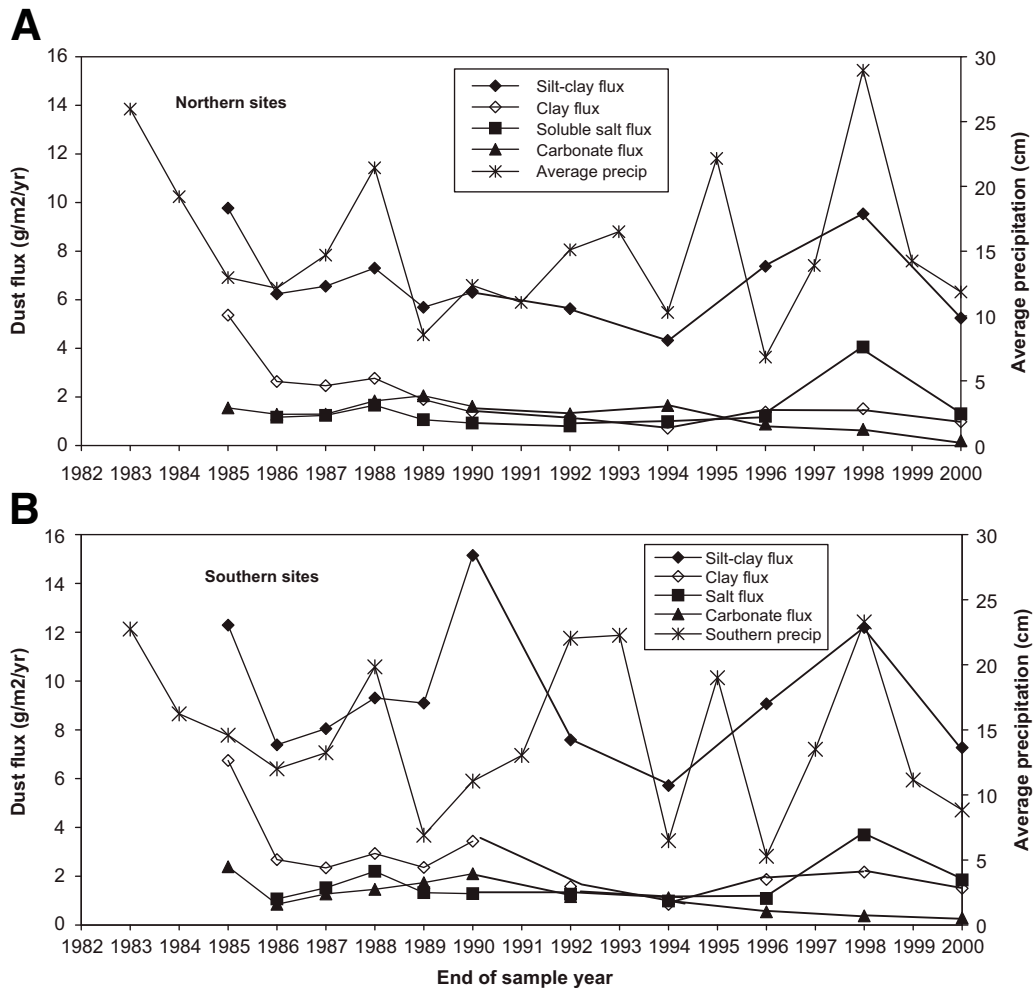 A
Northern sites
Silt-clay flux
Clay flux
Soluble salt flux
Carbonate flux
Average precip
Dust flux (g/m2/yr)
16
14
12
10
8
6
4
2
0
Average precipitation (cm)
30
25
20
15
10
5
0
1982 1983 1984 1985 1986 1987 1988 1989 1990 1991 1992 1993 1994 1995 1996 1997 1998 1999 2000
B
Southern sites
Silt-clay flux
Clay flux
Salt flux
Carbonate flux
Southern precip
Dust flux (g/m2/yr)
16
14
12
10
8
6
4
2
0
Average precipitation (cm)
30
25
20
15
10
5
0
1982 1983 1984 1985 1986 1987 1988 1989 1990 1991 1992 1993 1994 1995 1996 1997 1998 1999 2000
End of sample year